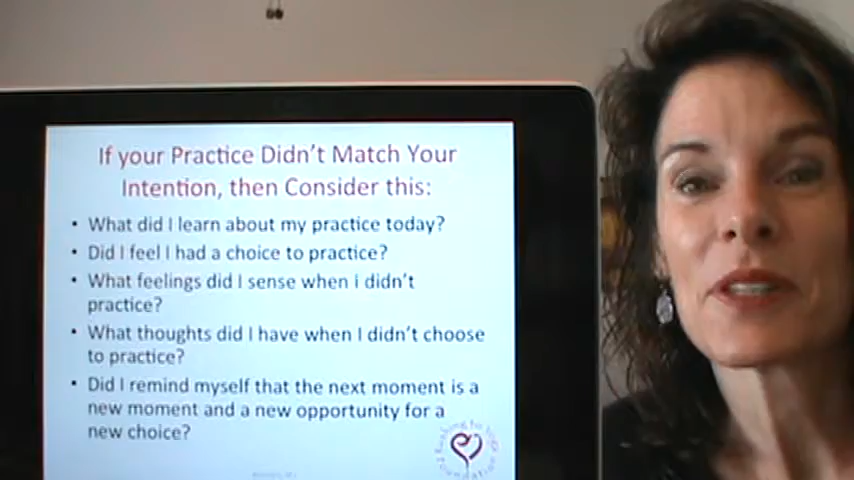 If your Practice Didn't Match Your
Intention, then Consider this:
• What did I learn about my practice today?
• Did I feel I had a choice to practice?
• What feelings did I sense when I didn't
practice?
• What thoughts did I have when I didn't choose
to practice?
• Did I remind myself that the next moment is a
new moment and a new opportunity for a
new choice?